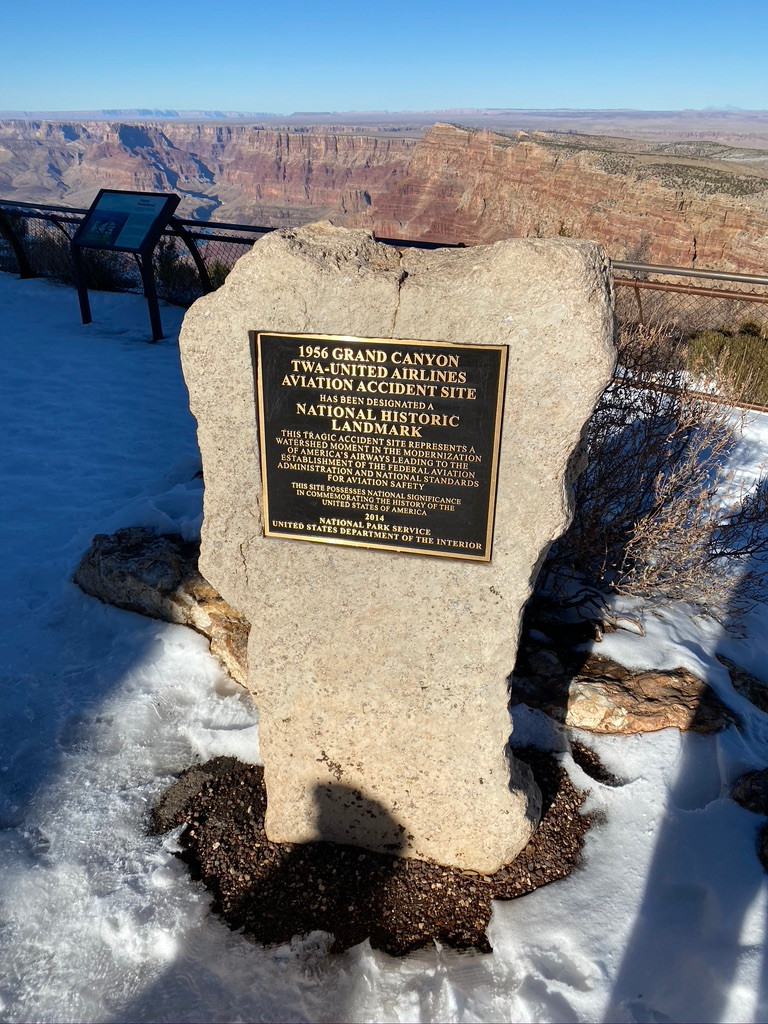 1956 GRAND CANYON
TWA-UNITED AIRLINES
AVIATION ACCIDENT SITE
HAS BEEN DESIGNATED A
NATIONAL HISTORIC
LANDMARK
THIS TRAGIC ACCIDENT SITE REPRESENTS A
WATERSHED MOMENT IN THE MODERNIZATION
OF AMERICA'S AIRWAYS LEADING TO THE
ESTABLISHMENT OF THE FEDERAL AVIATION
ADMINISTRATION AND NATIONAL STANDARDS
FOR AVIATION SAFETY
THIS SITE POSSESSES NATIONAL SIGNIFICANCE
IN COMMEMORATING THE HISTORY OF THE
UNITED STATES OF AMERICA
2014
NATIONAL PARK SERVICE
UNITED STATES DEPARTMENT OF THE INTERIOR